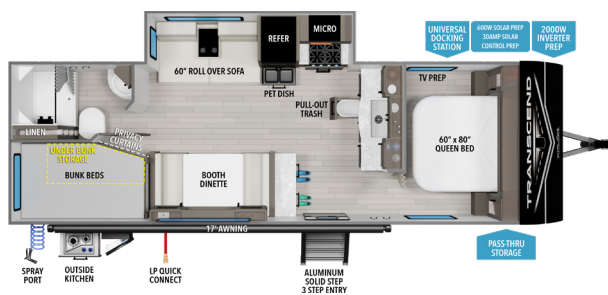 UNIVERSAL
DOCKING
STATION
600W SOLAR PREP
30AMP SOLAR
CONTROL PREP
2000W
INVERTER
PREP
REFER
MICRO
60" ROLL OVER SOFA
PET DISH
PULL-OUT
TRASH
TV PREP
60" x 80"
QUEEN BED
TRANSCEND
LINEN
PRIVACY
CURTAINS
UNDER BUNK
STORAGE
BUNK BEDS
BOOTH
DINETTE
17' AWNING
SPRAY
PORT
OUTSIDE
KITCHEN
LP QUICK
CONNECT
ALUMINUM
SOLID STEP
3 STEP ENTRY
PASS-THRU
STORAGE